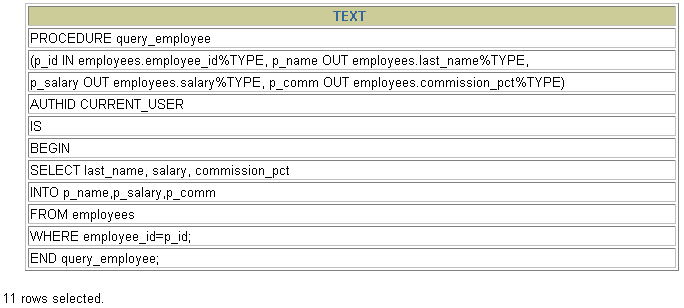 TEXT
PROCEDURE query_employee
(p_id IN employees.employee_id%TYPE, p_name OUT employees.last_name%TYPE,
p_salary OUT employees.salary%TYPE, p_comm OUT employees.commission_pct%TYPE)
AUTHID CURRENT_USER
IS
BEGIN
SELECT last_name, salary, commission_pct
INTO p_name,p_salary,p_comm
FROM employees
WHERE employee_id=p_id;
END query_employee;
11 rows selected.